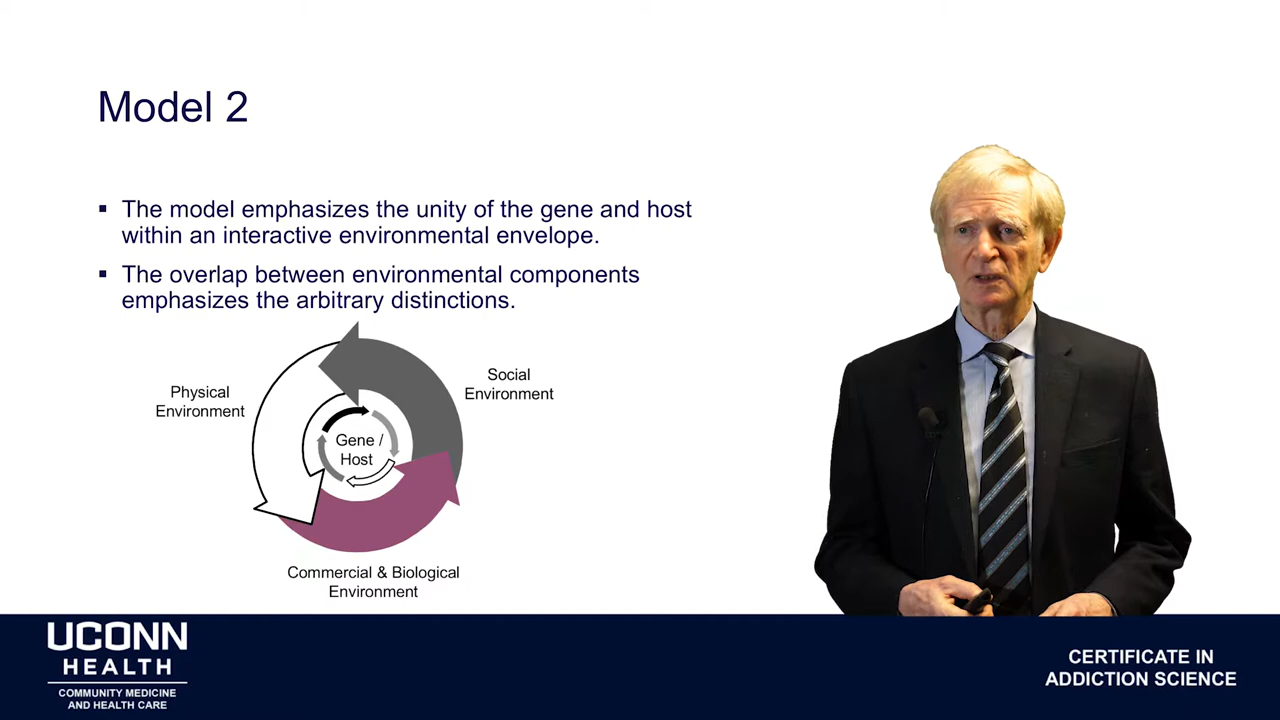 Model 2
▪ The model emphasizes the unity of the gene and host
within an interactive environmental envelope.
▪ The overlap between environmental components
emphasizes the arbitrary distinctions.
Physical
Environment
Social
Environment
Gene /
Host
Commercial & Biological
Environment
UCONN
HEALTH
COMMUNITY MEDICINE
AND HEALTH CARE
CERTIFICATE IN
ADDICTION SCIENCE